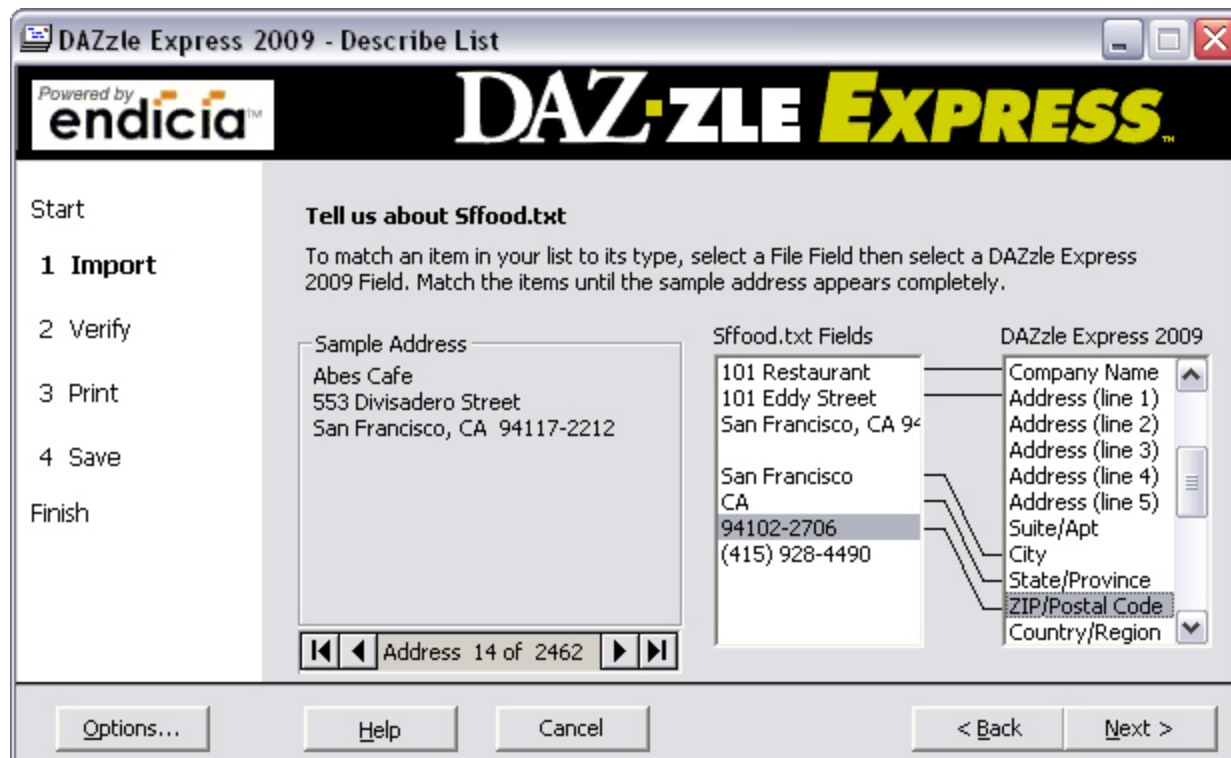 DAZzle Express 2009 - Describe List
Powered by
endicia™
DAZ·ZLE EXPRESS™
Start
1 Import
2 Verify
3 Print
4 Save
Finish
Tell us about Sffood.txt
To match an item in your list to its type, select a File Field then select a DAZzle Express
2009 Field. Match the items until the sample address appears completely.
Sample Address
Abes Cafe
553 Divisadero Street
San Francisco, CA 94117-2212
Address 14 of 2462
Sffood.txt Fields
101 Restaurant
101 Eddy Street
San Francisco, CA 94
San Francisco
CA
94102-2706
(415) 928-4490
DAZzle Express 2009
Company Name
Address (line 1)
Address (line 2)
Address (line 3)
Address (line 4)
Address (line 5)
Suite/Apt
City
State/Province
ZIP/Postal Code
Country/Region
Options...
Help
Cancel
< Back
Next >